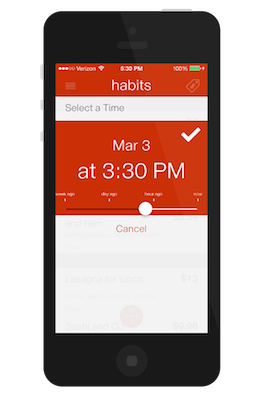 Verizon 5:30 PM 100%
habits
Select a Time
Mar 3
at 3:30 PM
week ago day ago hour ago now
Cancel